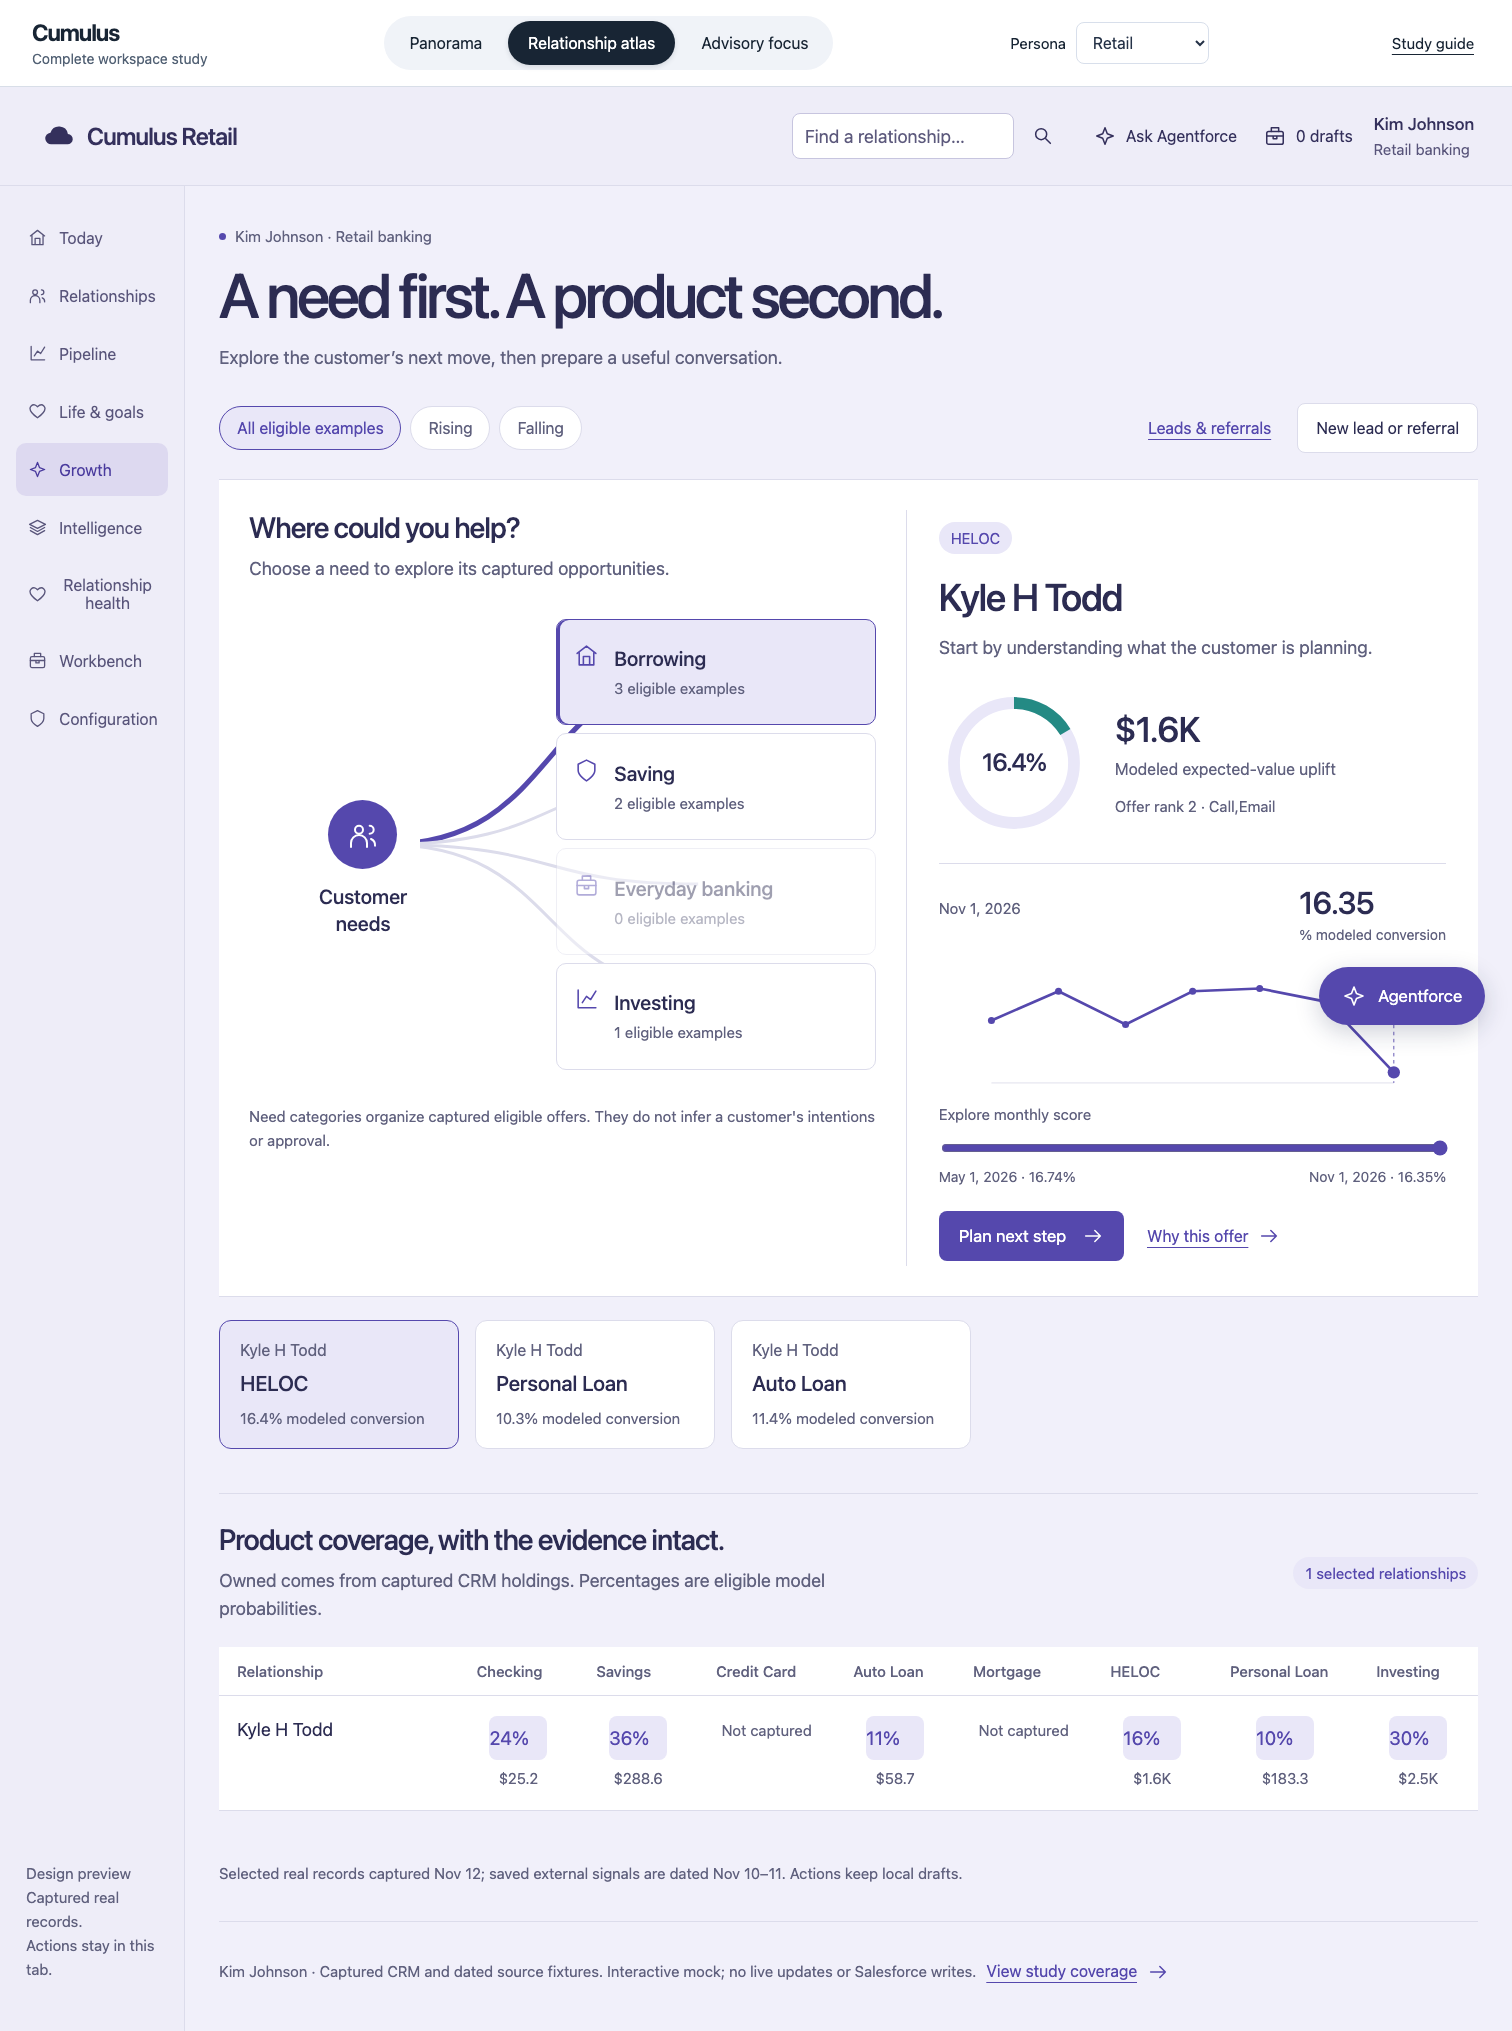 Cumulus
Complete workspace study
Panorama
Relationship atlas
Advisory focus
Persona
Retail
Study guide
Cumulus Retail
Find a relationship...
Ask Agentforce
0 drafts
Kim Johnson
Retail banking
Today
Relationships
Pipeline
Life & goals
Growth
Intelligence
Relationship
health
Workbench
Configuration
Design preview
Captured real
records.
Actions stay in this
tab.
Kim Johnson · Retail banking
A need first. A product second.
Explore the customer’s next move, then prepare a useful conversation.
All eligible examples
Rising
Falling
Leads & referrals
New lead or referral
Where could you help?
Choose a need to explore its captured opportunities.
Customer
needs
Borrowing
3 eligible examples
Saving
2 eligible examples
Everyday banking
0 eligible examples
Investing
1 eligible examples
Need categories organize captured eligible offers. They do not infer a customer's intentions
or approval.
HELOC
Kyle H Todd
Start by understanding what the customer is planning.
16.4%
$1.6K
Modeled expected-value uplift
Offer rank 2 · Call,Email
Nov 1, 2026
16.35
% modeled conversion
Agentforce
Explore monthly score
May 1, 2026 · 16.74%
Nov 1, 2026 · 16.35%
Plan next step
Why this offer
Kyle H Todd
HELOC
16.4% modeled conversion
Kyle H Todd
Personal Loan
10.3% modeled conversion
Kyle H Todd
Auto Loan
11.4% modeled conversion
Product coverage, with the evidence intact.
Owned comes from captured CRM holdings. Percentages are eligible model
probabilities.
1 selected relationships
Relationship Checking Savings Credit Card Auto Loan Mortgage HELOC Personal Loan Investing
Kyle H Todd 24% 36% Not captured 11% Not captured 16% 10% 30%
$25.2 $288.6 $58.7 $1.6K $183.3 $2.5K
Selected real records captured Nov 12; saved external signals are dated Nov 10–11. Actions keep local drafts.
Kim Johnson · Captured CRM and dated source fixtures. Interactive mock; no live updates or Salesforce writes. View study coverage